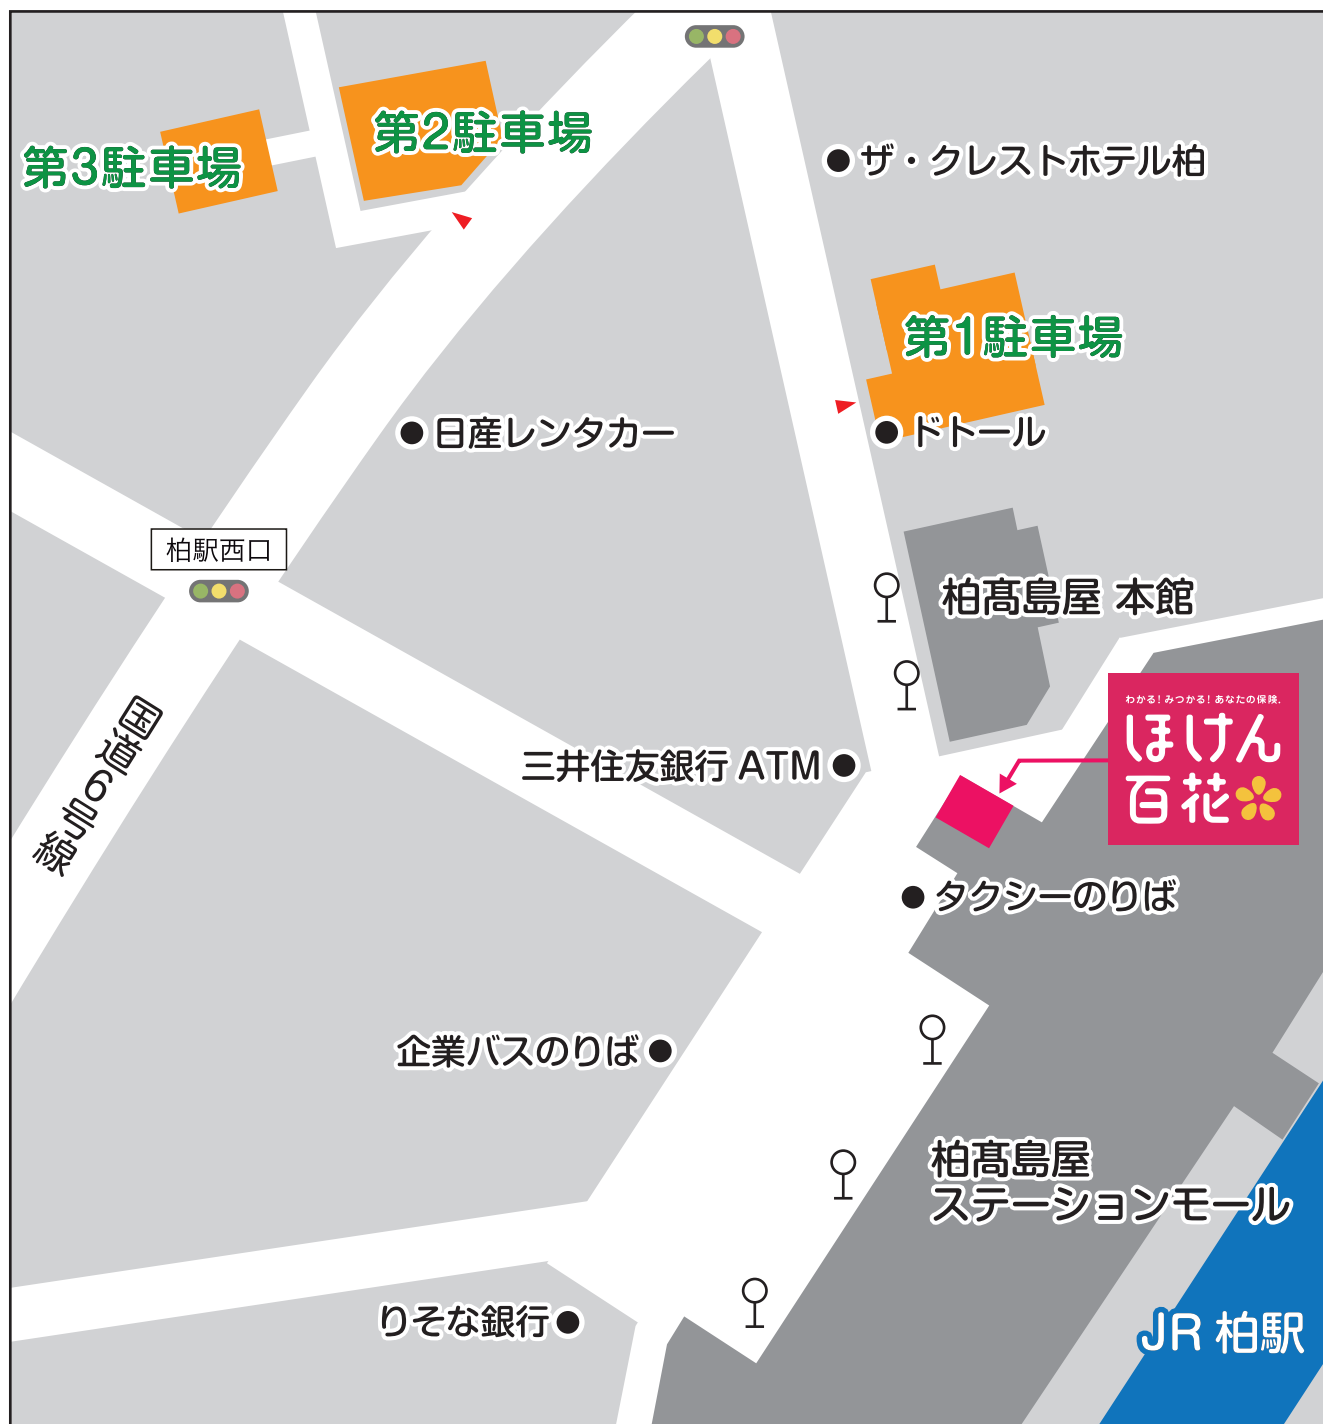 第2駐車場
第3駐車場
ザ・クレストホテル柏
第1駐車場
日産レンタカー
ドトール
柏駅西口
柏髙島屋 本館
国道6号線
わかる！みつかる！あなたの保険。
ほけん
百花
三井住友銀行 ATM
タクシーのりば
企業バスのりば
柏髙島屋
ステーションモール
りそな銀行
JR 柏駅